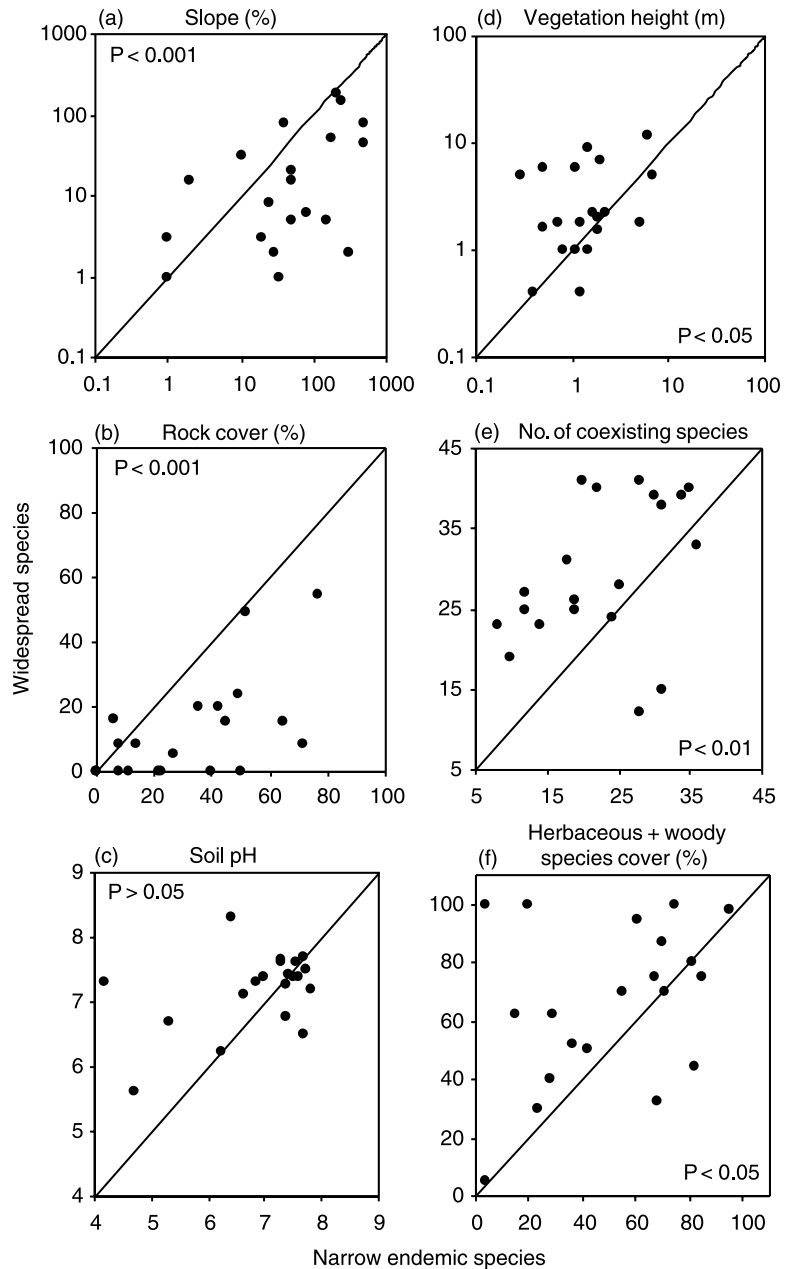 (a) Slope (%)
P < 0.001
1000
100
10
1
0.1
0.1 1 10 100 1000
(d) Vegetation height (m)
100
10
1
0.1
P < 0.05
0.1 1 10 100
Widespread species
(b) Rock cover (%)
P < 0.001
100
80
60
40
20
0
0 20 40 60 80 100
(e) No. of coexisting species
45
35
25
15
5
P < 0.01
5 15 25 35 45
(c) Soil pH
P > 0.05
9
8
7
6
5
4
4 5 6 7 8 9
Herbaceous + woody
(f) species cover (%)
100
80
60
40
20
0
P < 0.05
0 20 40 60 80 100
Narrow endemic species